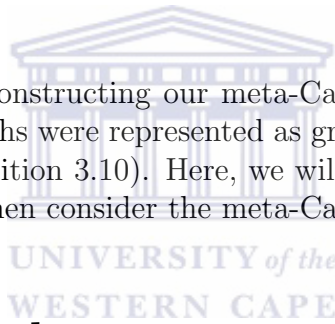 onstructing our meta-Ca
hs were represented as gr
ition 3.10). Here, we wil
hen consider the meta-Ca
UNIVERSITY of the
WESTERN CAPE